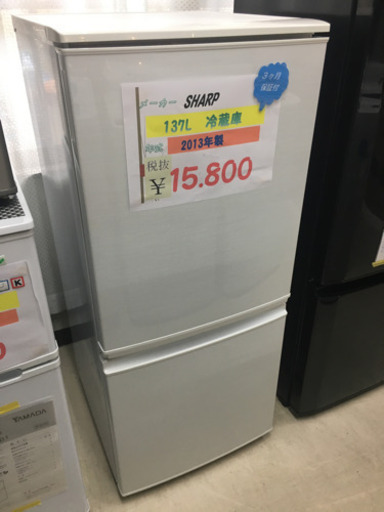 メーカー SHARP
3ヶ月
保証付
137L 冷蔵庫
年式 2013年製
税抜
¥15.800
K
YAMADA